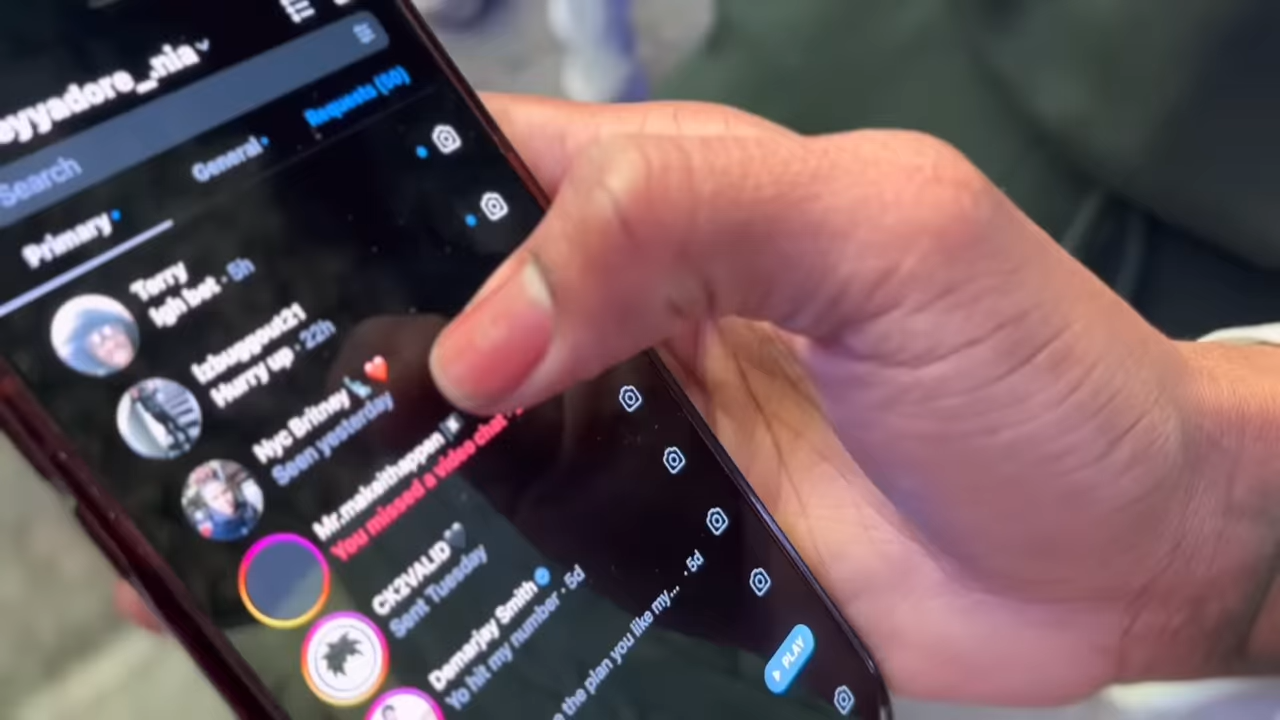 eyyadore__.nia
Search
Primary
General
Requests (50)
Terry
Igh bet · 5h
Izbuggout21
Hurry up · 22h
Nyc Britney🗽❤️
Seen yesterday
Mr.makeithappen
You missed a video chat
CK2VALID🖤
Sent Tuesday
Demarjay Smith
Yo hit my number · 5d
the plan you like my... · 5d
PLAY